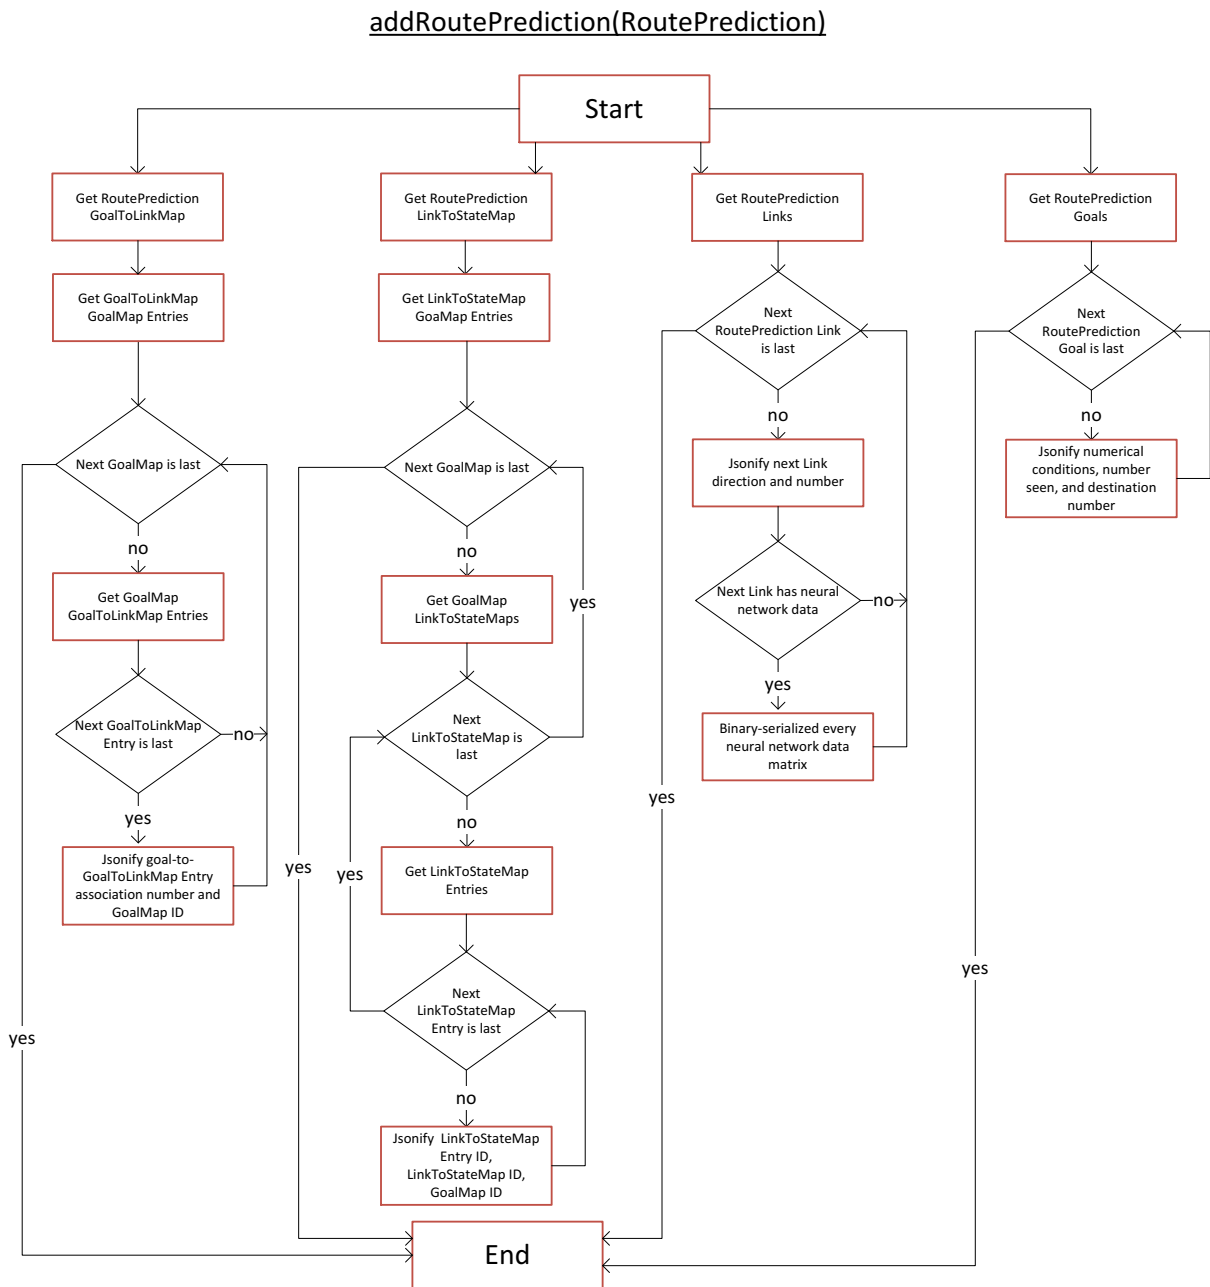 addRoutePrediction(RoutePrediction)
Start
Get RoutePrediction
GoalToLinkMap
Get GoalToLinkMap
GoalMap Entries
Next GoalMap is last
no
Get GoalMap
GoalToLinkMap Entries
Next GoalToLinkMap
Entry is last
no
yes
Jsonify goal-to-
GoalToLinkMap Entry
association number and
GoalMap ID
yes
Get RoutePrediction
LinkToStateMap
Get LinkToStateMap
GoaMap Entries
Next GoalMap is last
no
Get GoalMap
LinkToStateMaps
yes
Next
LinkToStateMap is
last
no
Get LinkToStateMap
Entries
yes
yes
Next
LinkToStateMap
Entry is last
no
Jsonify LinkToStateMap
Entry ID,
LinkToStateMap ID,
GoalMap ID
Get RoutePrediction
Links
Next
RoutePrediction Link
is last
no
Jsonify next Link
direction and number
Next Link has neural
network data
no
yes
Binary-serialized every
neural network data
matrix
yes
Get RoutePrediction
Goals
Next
RoutePrediction
Goal is last
no
Jsonify numerical
conditions, number
seen, and destination
number
yes
End